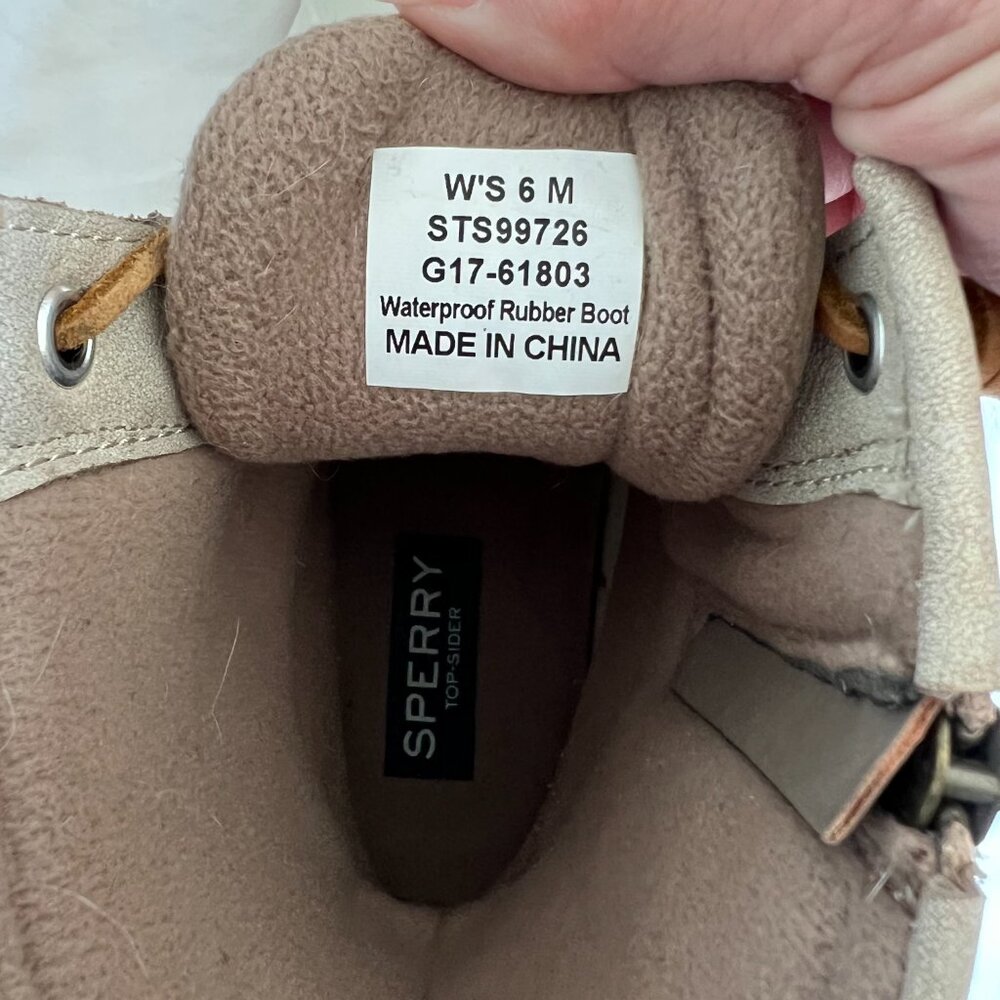 W'S 6 M
STS99726
G17-61803
Waterproof Rubber Boot
MADE IN CHINA
SPERRY
TOP-SIDER